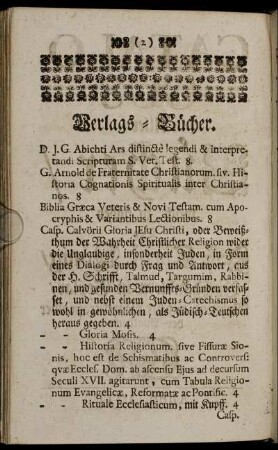 (2)
Verlags-Bücher.
D. J. G. Abichti Ars distinctè legendi & interpre-
tandi Scripturam S. Vet. Test. 8.
G. Arnold de Fraternitate Christianorum. siv. Hi-
storia Cognationis Spiritualis inter Christia-
nos. 8
Biblia Græca Veteris & Novi Testam. cum Apo-
cryphis & Variantibus Lectionibus. 8
Casp. Calvörii Gloria JEsu Christi, oder Beweiß-
thum der Wahrheit Christlicher Religion wider
die Unglaubige, insonderheit Juden, in Form
eines Dialogi durch Frag und Antwort, aus
der H. Schrifft, Talmud, Targumim, Rabbi-
nen, und gesunden Vernunffts-Gründen verfas-
set, und nebst einem Juden-Catechismus so
wohl in gewöhnlichen, als Jüdisch-Teutschen
heraus gegeben. 4
- - Gloria Mosis. 4
- - Historia Religionum. sive Fissuræ Sio-
nis, hoc est de Schismatibus ac Controversi
qvæ Eccles. Dom. ab ascensu Ejus ad decursum
Seculi XVII. agitarunt, cum Tabula Religio-
num Evangelicæ, Reformatæ ac Pontific. 4
- - Rituale Ecclesiasticum, mit Kupff. 4
Casp.